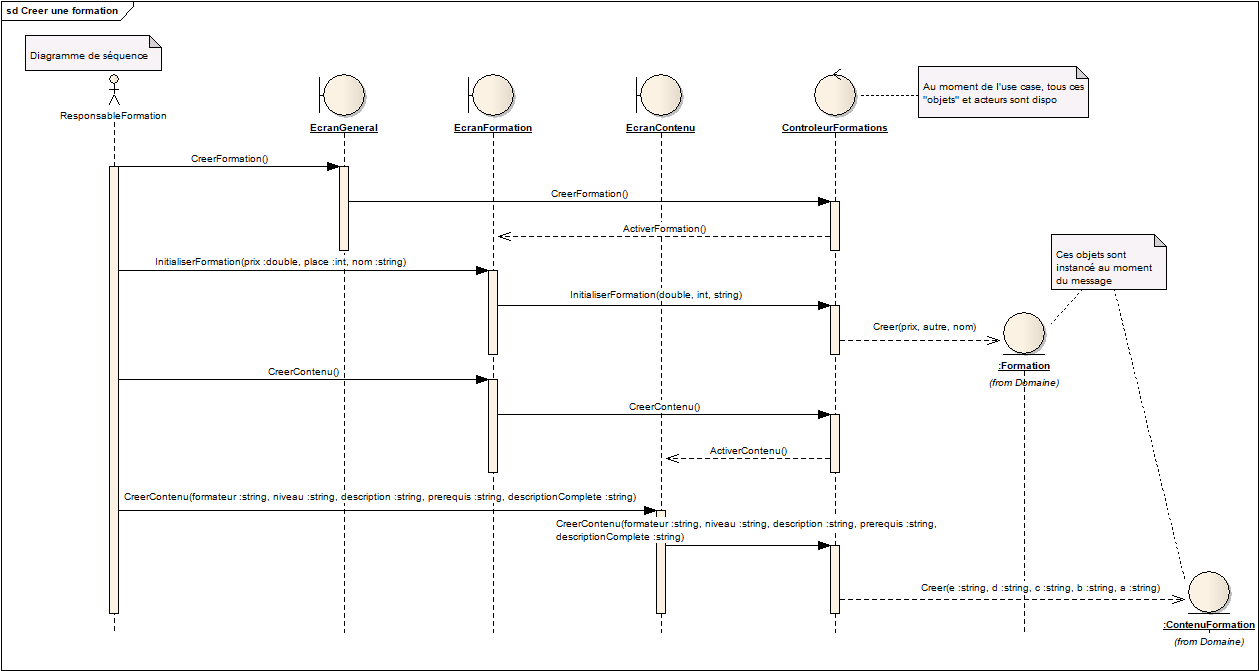 sd Creer une formation
Diagramme de séquence
ResponsableFormation
EcranGeneral
EcranFormation
EcranContenu
ControleurFormations
Au moment de l'use case, tous ces
"objets" et acteurs sont dispo
CreerFormation()
CreerFormation()
ActiverFormation()
InitialiserFormation(prix :double, place :int, nom :string)
InitialiserFormation(double, int, string)
Ces objets sont
instancé au moment
du message
Creer(prix, autre, nom)
:Formation
(from Domaine)
CreerContenu()
CreerContenu()
ActiverContenu()
CreerContenu(formateur :string, niveau :string, description :string, prerequis :string, descriptionComplete :string)
CreerContenu(formateur :string, niveau :string, description :string, prerequis :string,
descriptionComplete :string)
Creer(e :string, d :string, c :string, b :string, a :string)
:ContenuFormation
(from Domaine)